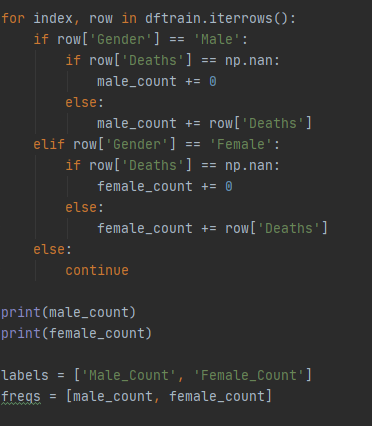 for index, row in dftrain.iterrows():
    if row['Gender'] == 'Male':
        if row['Deaths'] == np.nan:
            male_count += 0
        else:
            male_count += row['Deaths']
    elif row['Gender'] == 'Female':
        if row['Deaths'] == np.nan:
            female_count += 0
        else:
            female_count += row['Deaths']
    else:
        continue
print(male_count)
print(female_count)
labels = ['Male_Count', 'Female_Count']
freqs = [male_count, female_count]